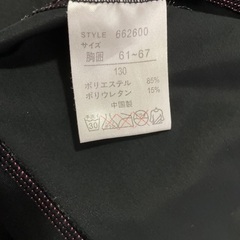 STYLE 662600
サイズ
胸囲 61~67
130
ポリエステル 85%
ポリウレタン 15%
中国製